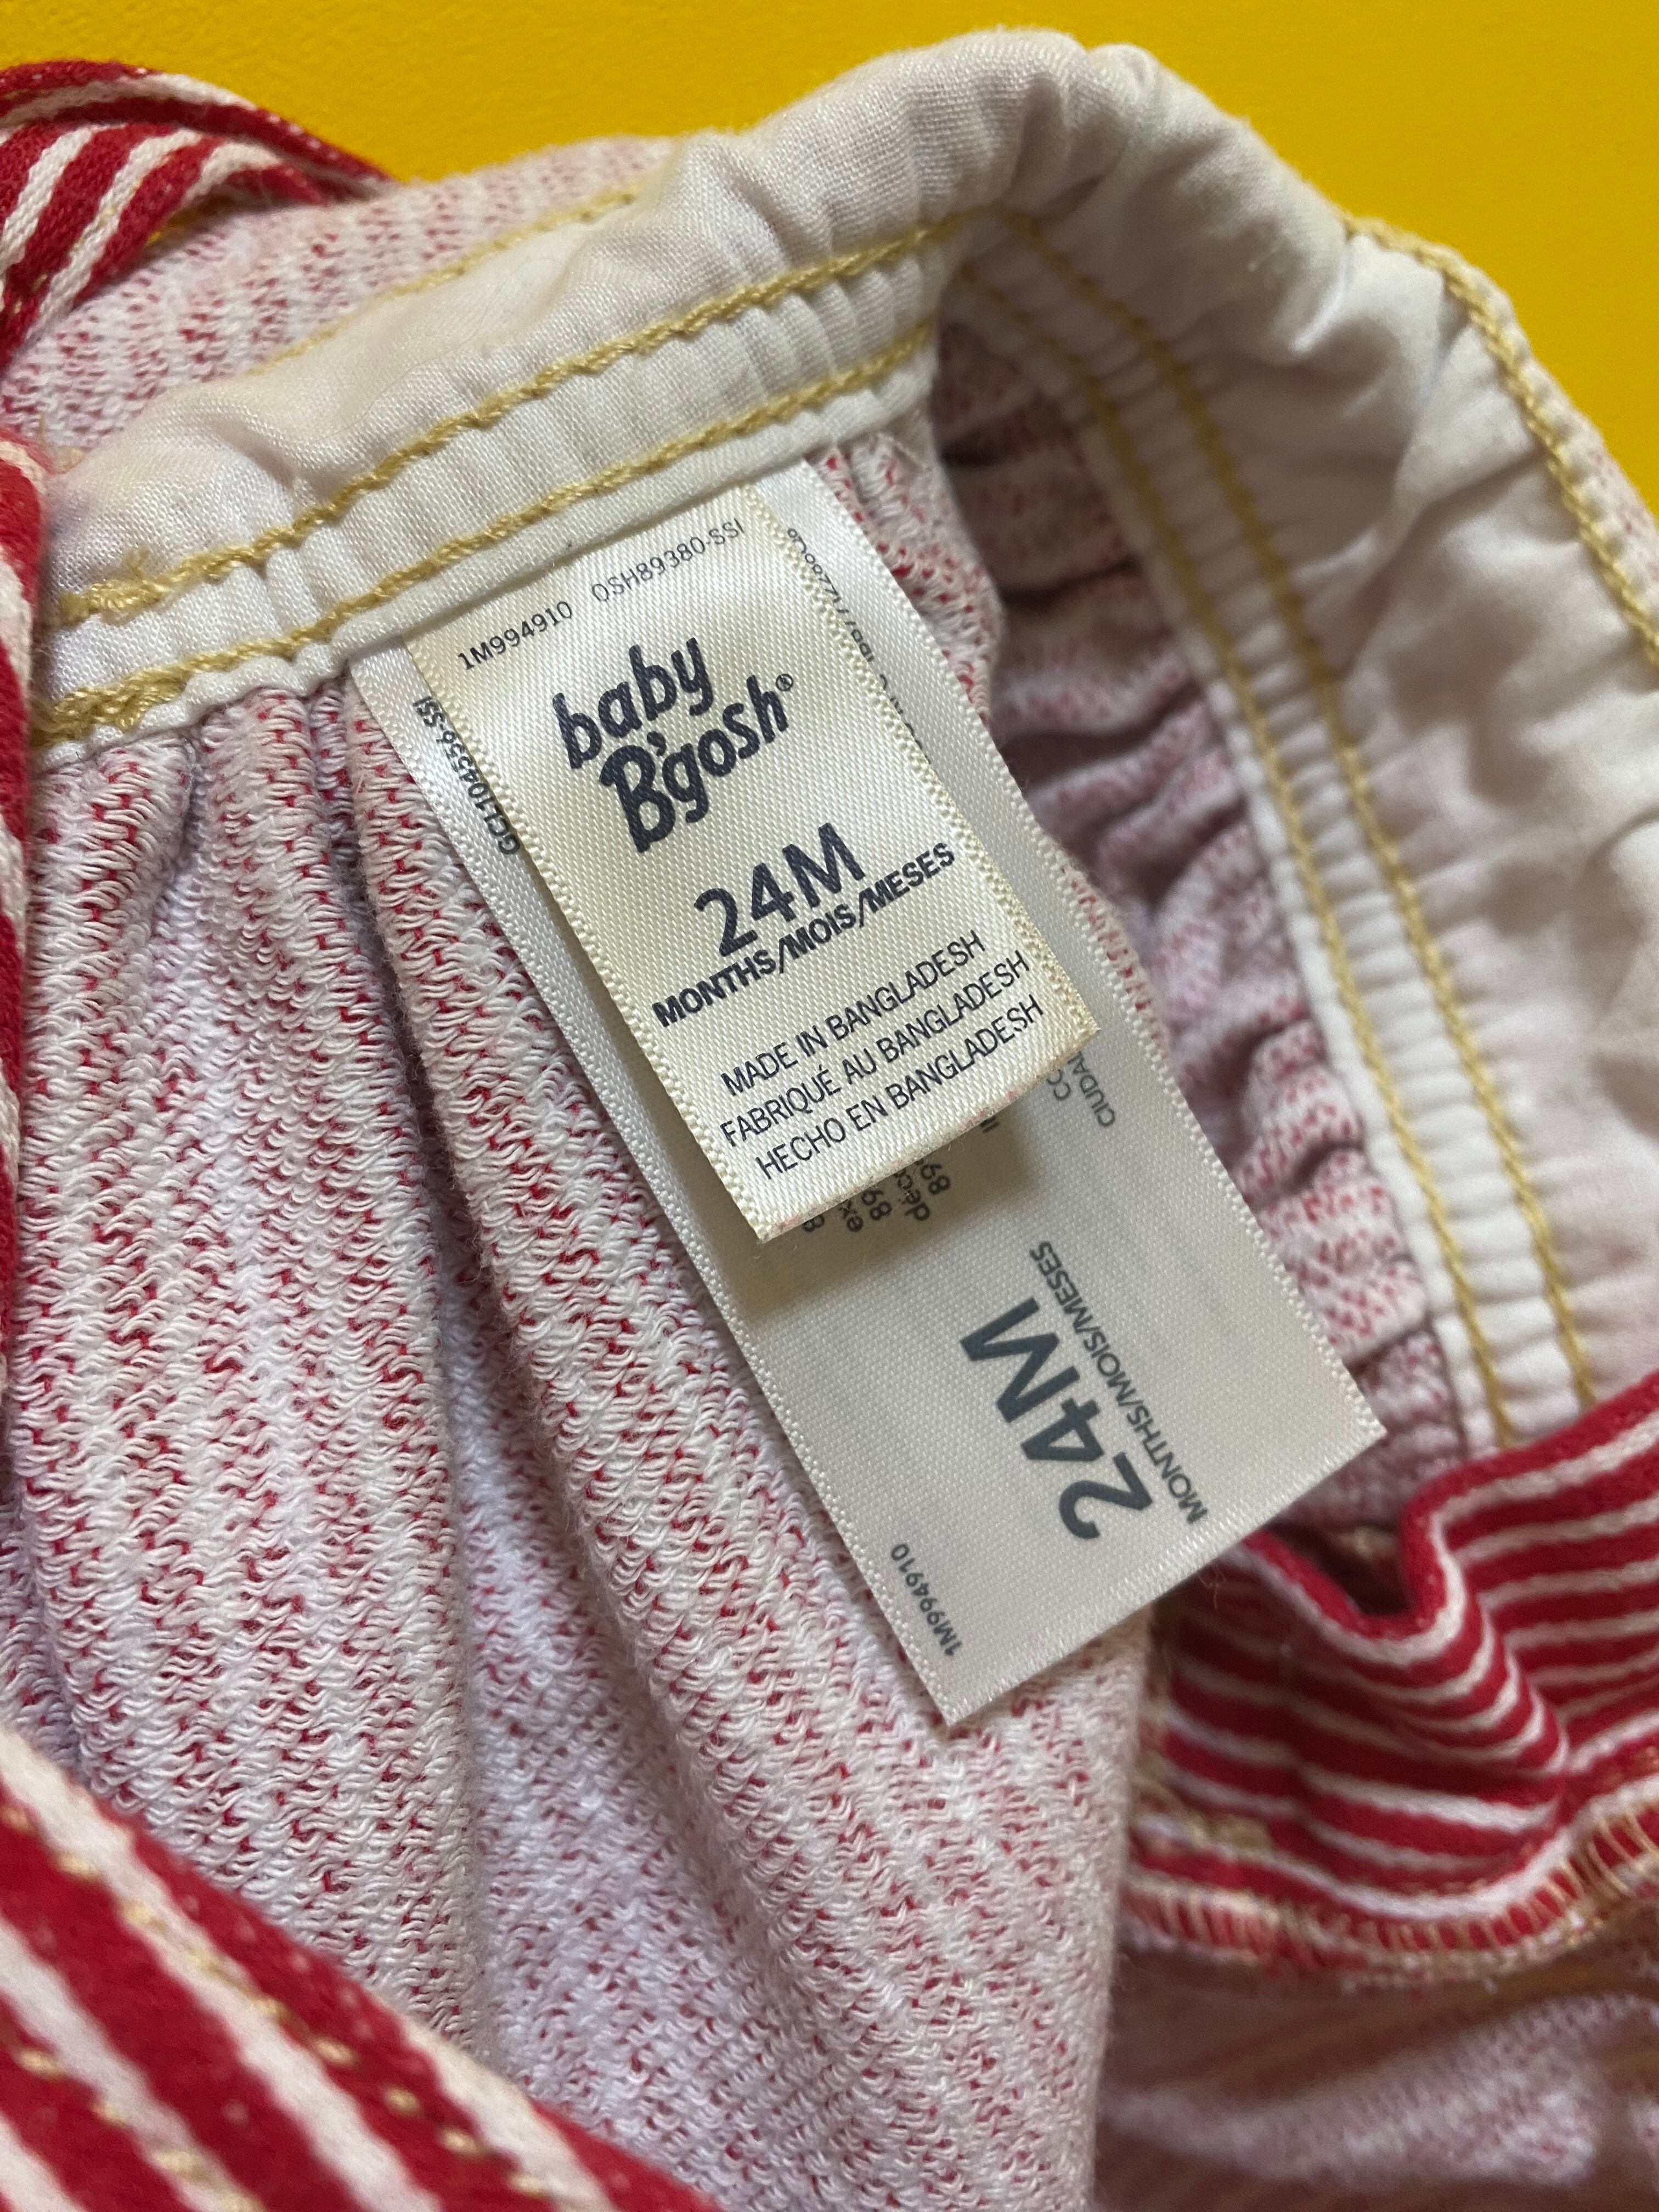 1M994910 OSH89380-SSI
baby
B'gosh®
24M
MONTHS/MOIS/MESES
MADE IN BANGLADESH
FABRIQUÉ AU BANGLADESH
HECHO EN BANGLADESH
24M
MONTHS/MOIS/MESES
1M994910